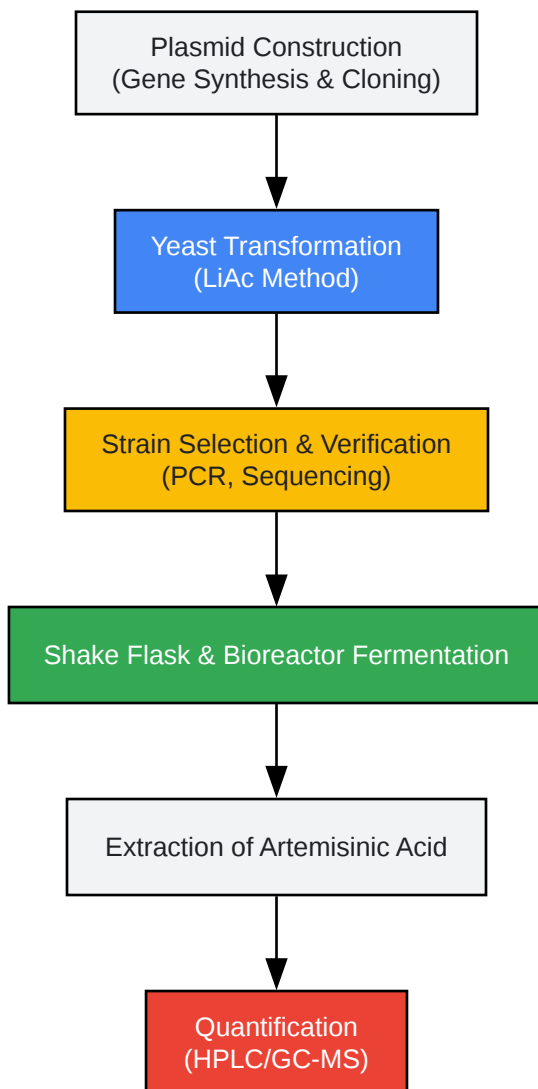 Plasmid Construction
(Gene Synthesis & Cloning)
Yeast Transformation
(LiAc Method)
Strain Selection & Verification
(PCR, Sequencing)
Shake Flask & Bioreactor Fermentation
Extraction of Artemisinic Acid
Quantification
(HPLC/GC-MS)